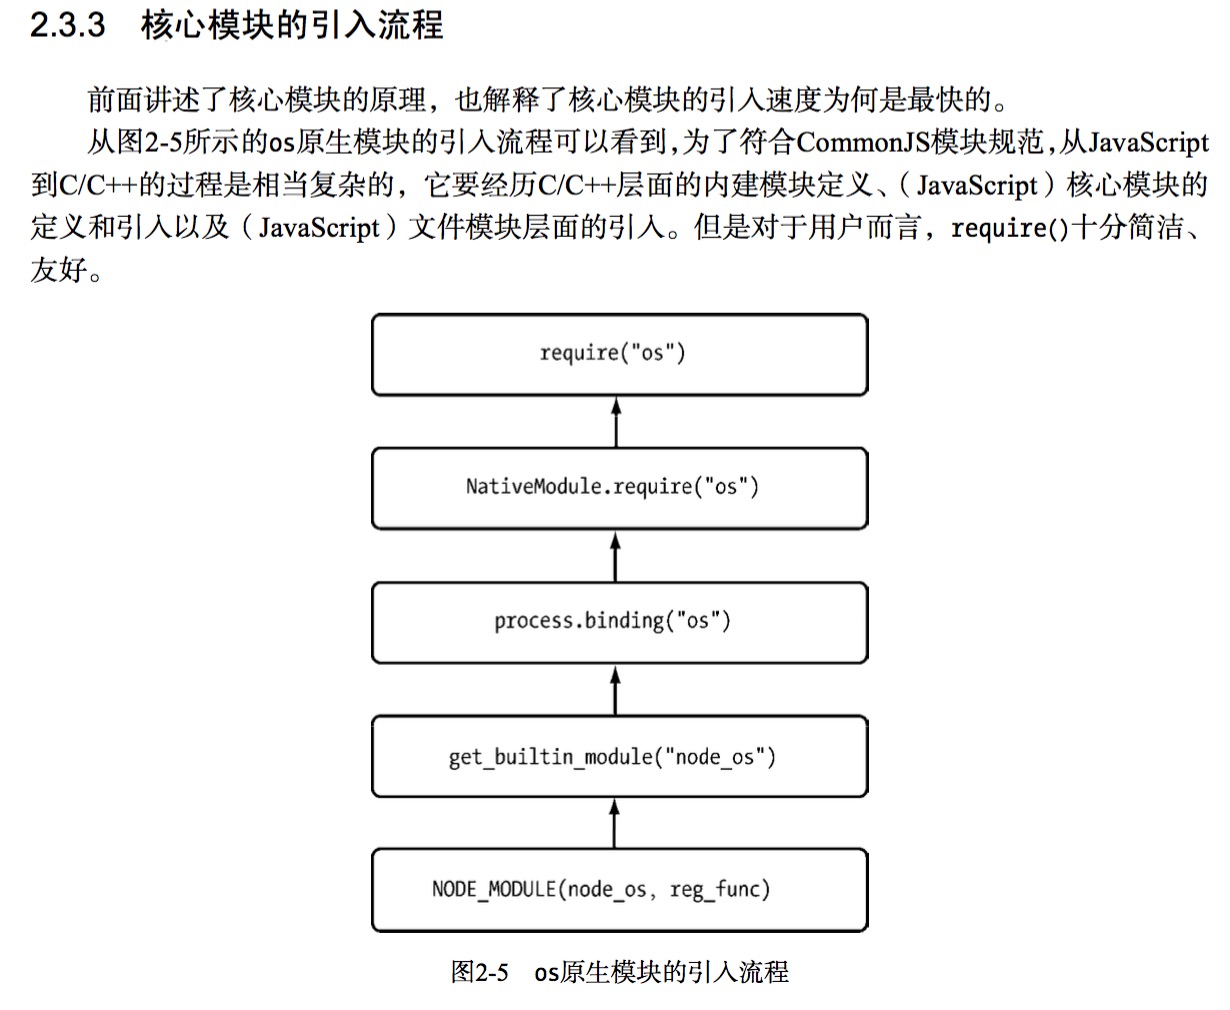 2.3.3 核心模块的引入流程
前面讲述了核心模块的原理，也解释了核心模块的引入速度为何是最快的。
从图2-5所示的os原生模块的引入流程可以看到，为了符合CommonJS模块规范，从JavaScript
到C/C++的过程是相当复杂的，它要经历C/C++层面的内建模块定义、（JavaScript）核心模块的
定义和引入以及（JavaScript）文件模块层面的引入。但是对于用户而言，require()十分简洁、
友好。
require("os")
NativeModule.require("os")
process.binding("os")
get_builtin_module("node_os")
NODE_MODULE(node_os, reg_func)
图2-5 os原生模块的引入流程